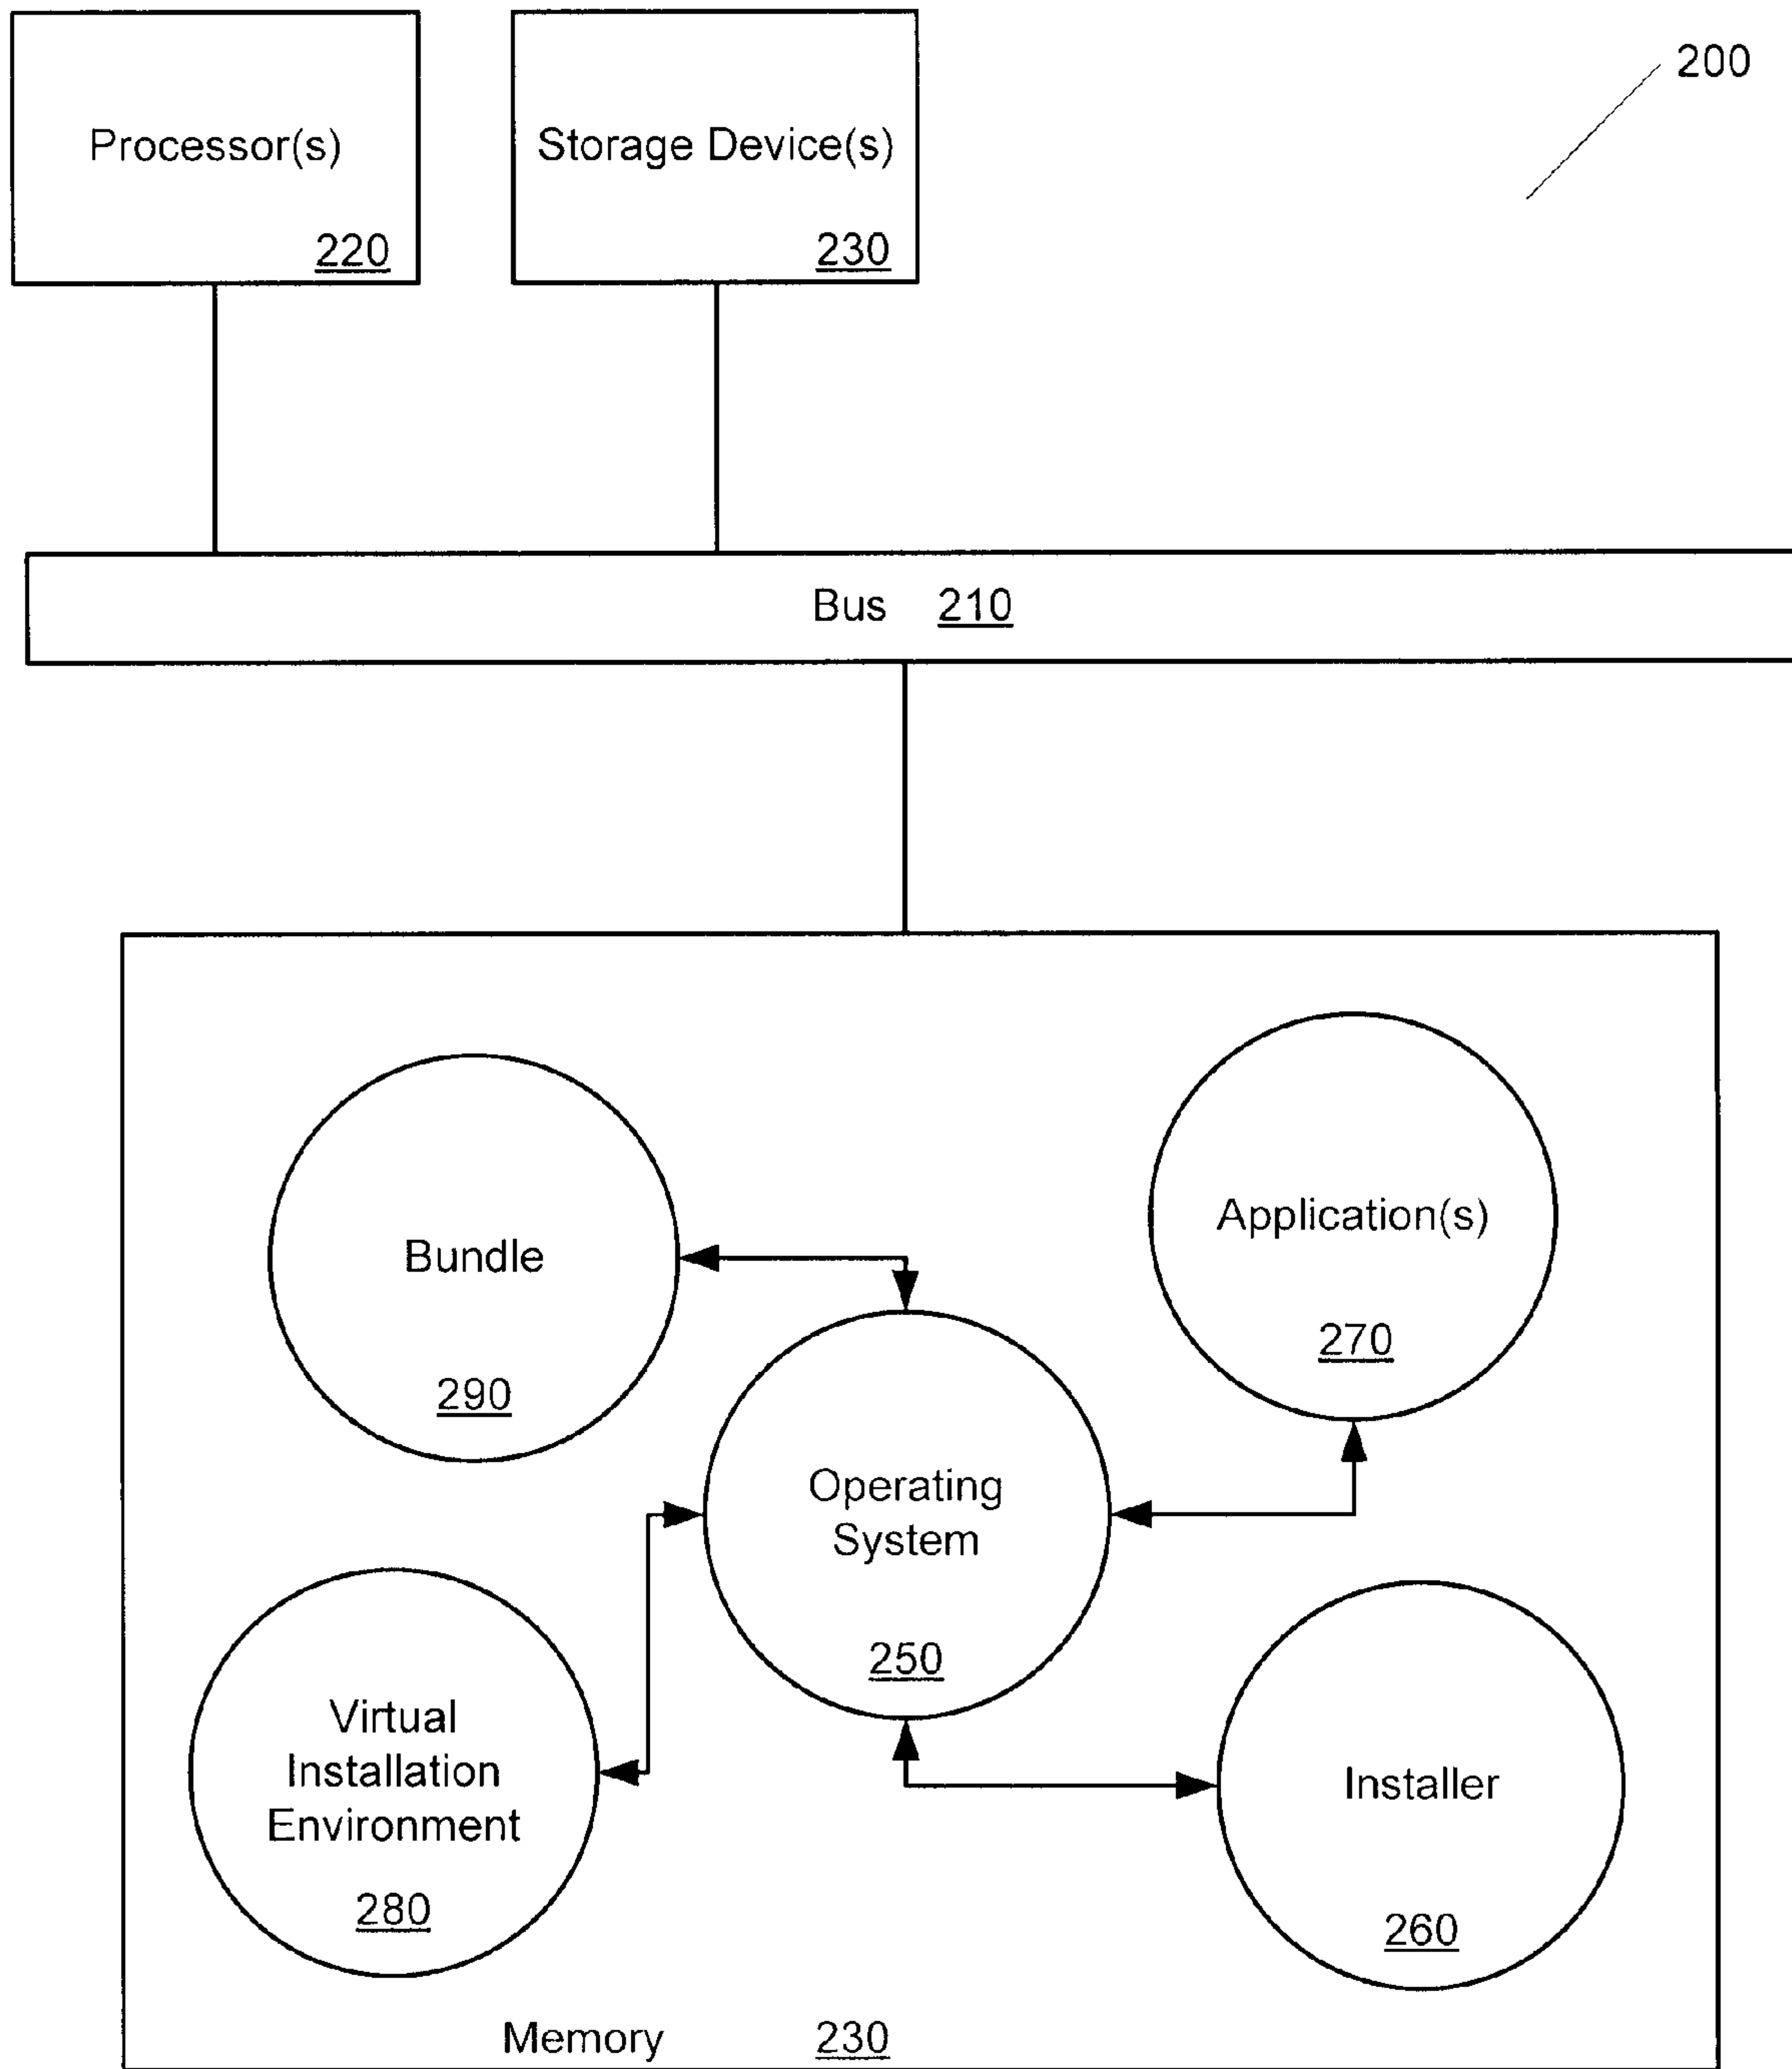 200
Processor(s)
220
Storage Device(s)
230
Bus 210
Bundle
290
Application(s)
270
Operating
System
250
Virtual
Installation
Environment
280
Installer
260
Memory 230